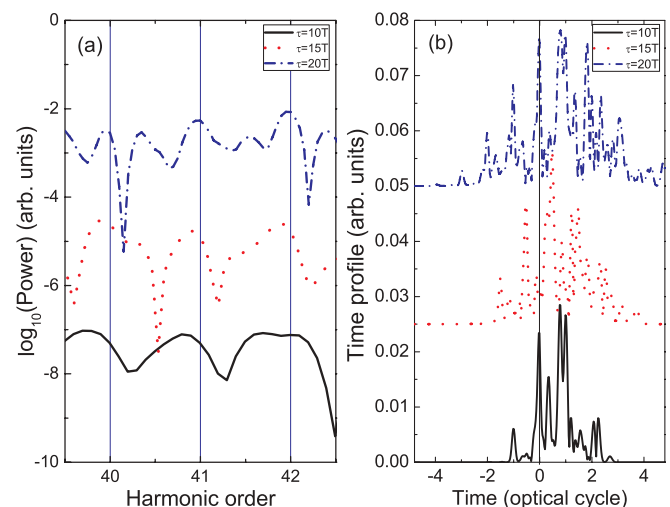 (a)
τ=10T
τ=15T
τ=20T
0
-2
-4
-6
-8
-10
log10(Power) (arb. units)
40
41
42
Harmonic order
(b)
τ=10T
τ=15T
τ=20T
0.08
0.07
0.06
0.05
0.04
0.03
0.02
0.01
0.00
Time profile (arb. units)
-4
-2
0
2
4
Time (optical cycle)